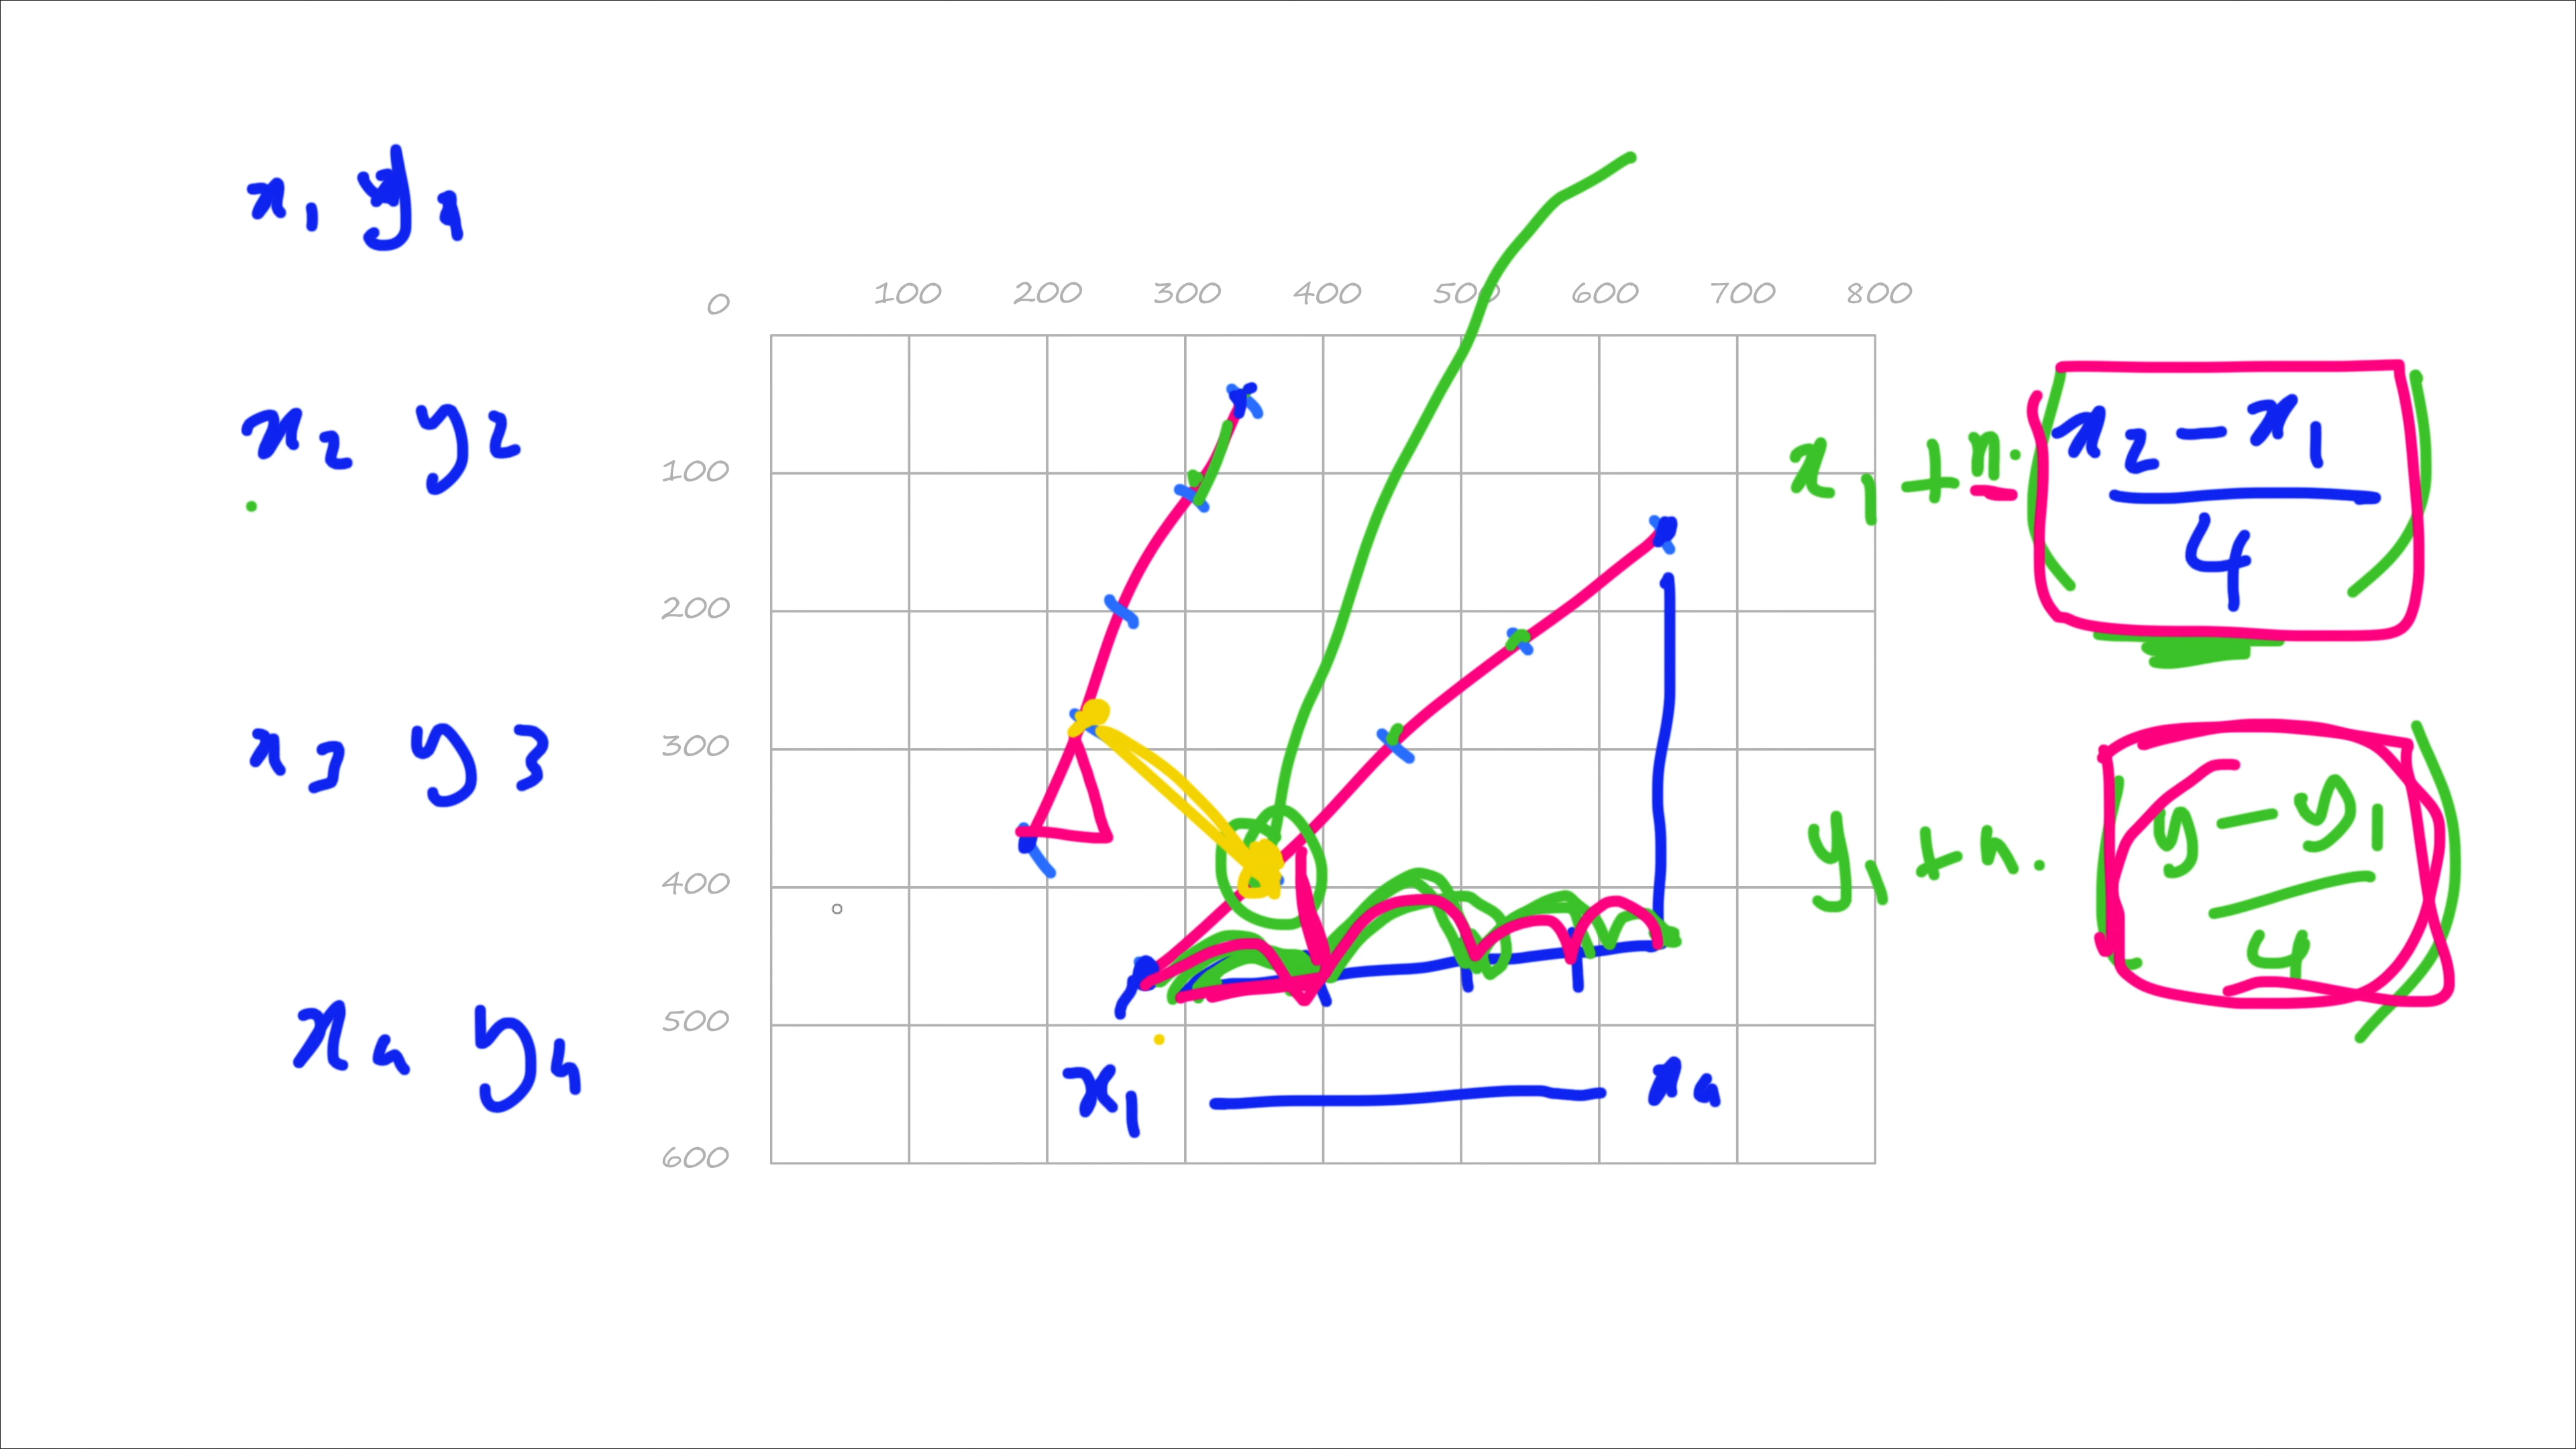 x₁ y₁
0 100 200 300 400 500 600 700 800
x₂ y₂
100
x₁ + n · (x₂ - x₁) / 4
200
x₃ y₃
300
y₁ + n · (y - y₁) / 4
400
500
x₄ y₄
x₁ x₄
600